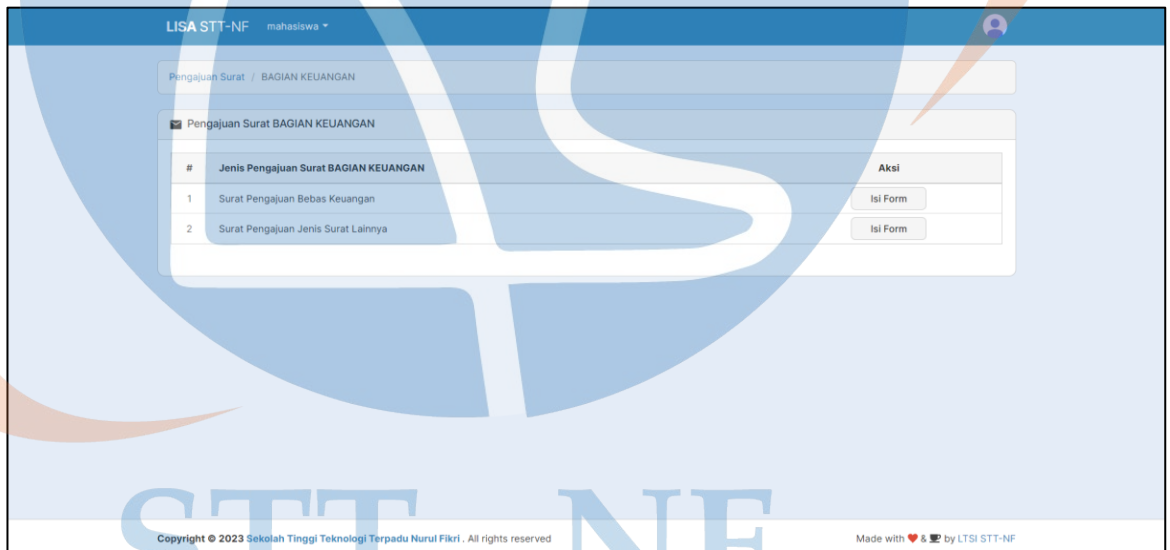 LISA STT-NF mahasiswa
Pengajuan Surat / BAGIAN KEUANGAN
Pengajuan Surat BAGIAN KEUANGAN
# Jenis Pengajuan Surat BAGIAN KEUANGAN Aksi
1 Surat Pengajuan Bebas Keuangan Isi Form
2 Surat Pengajuan Jenis Surat Lainnya Isi Form
STT - NF
Copyright © 2023 Sekolah Tinggi Teknologi Terpadu Nurul Fikri . All rights reserved Made with ❤ & ☕ by LTSI STT-NF